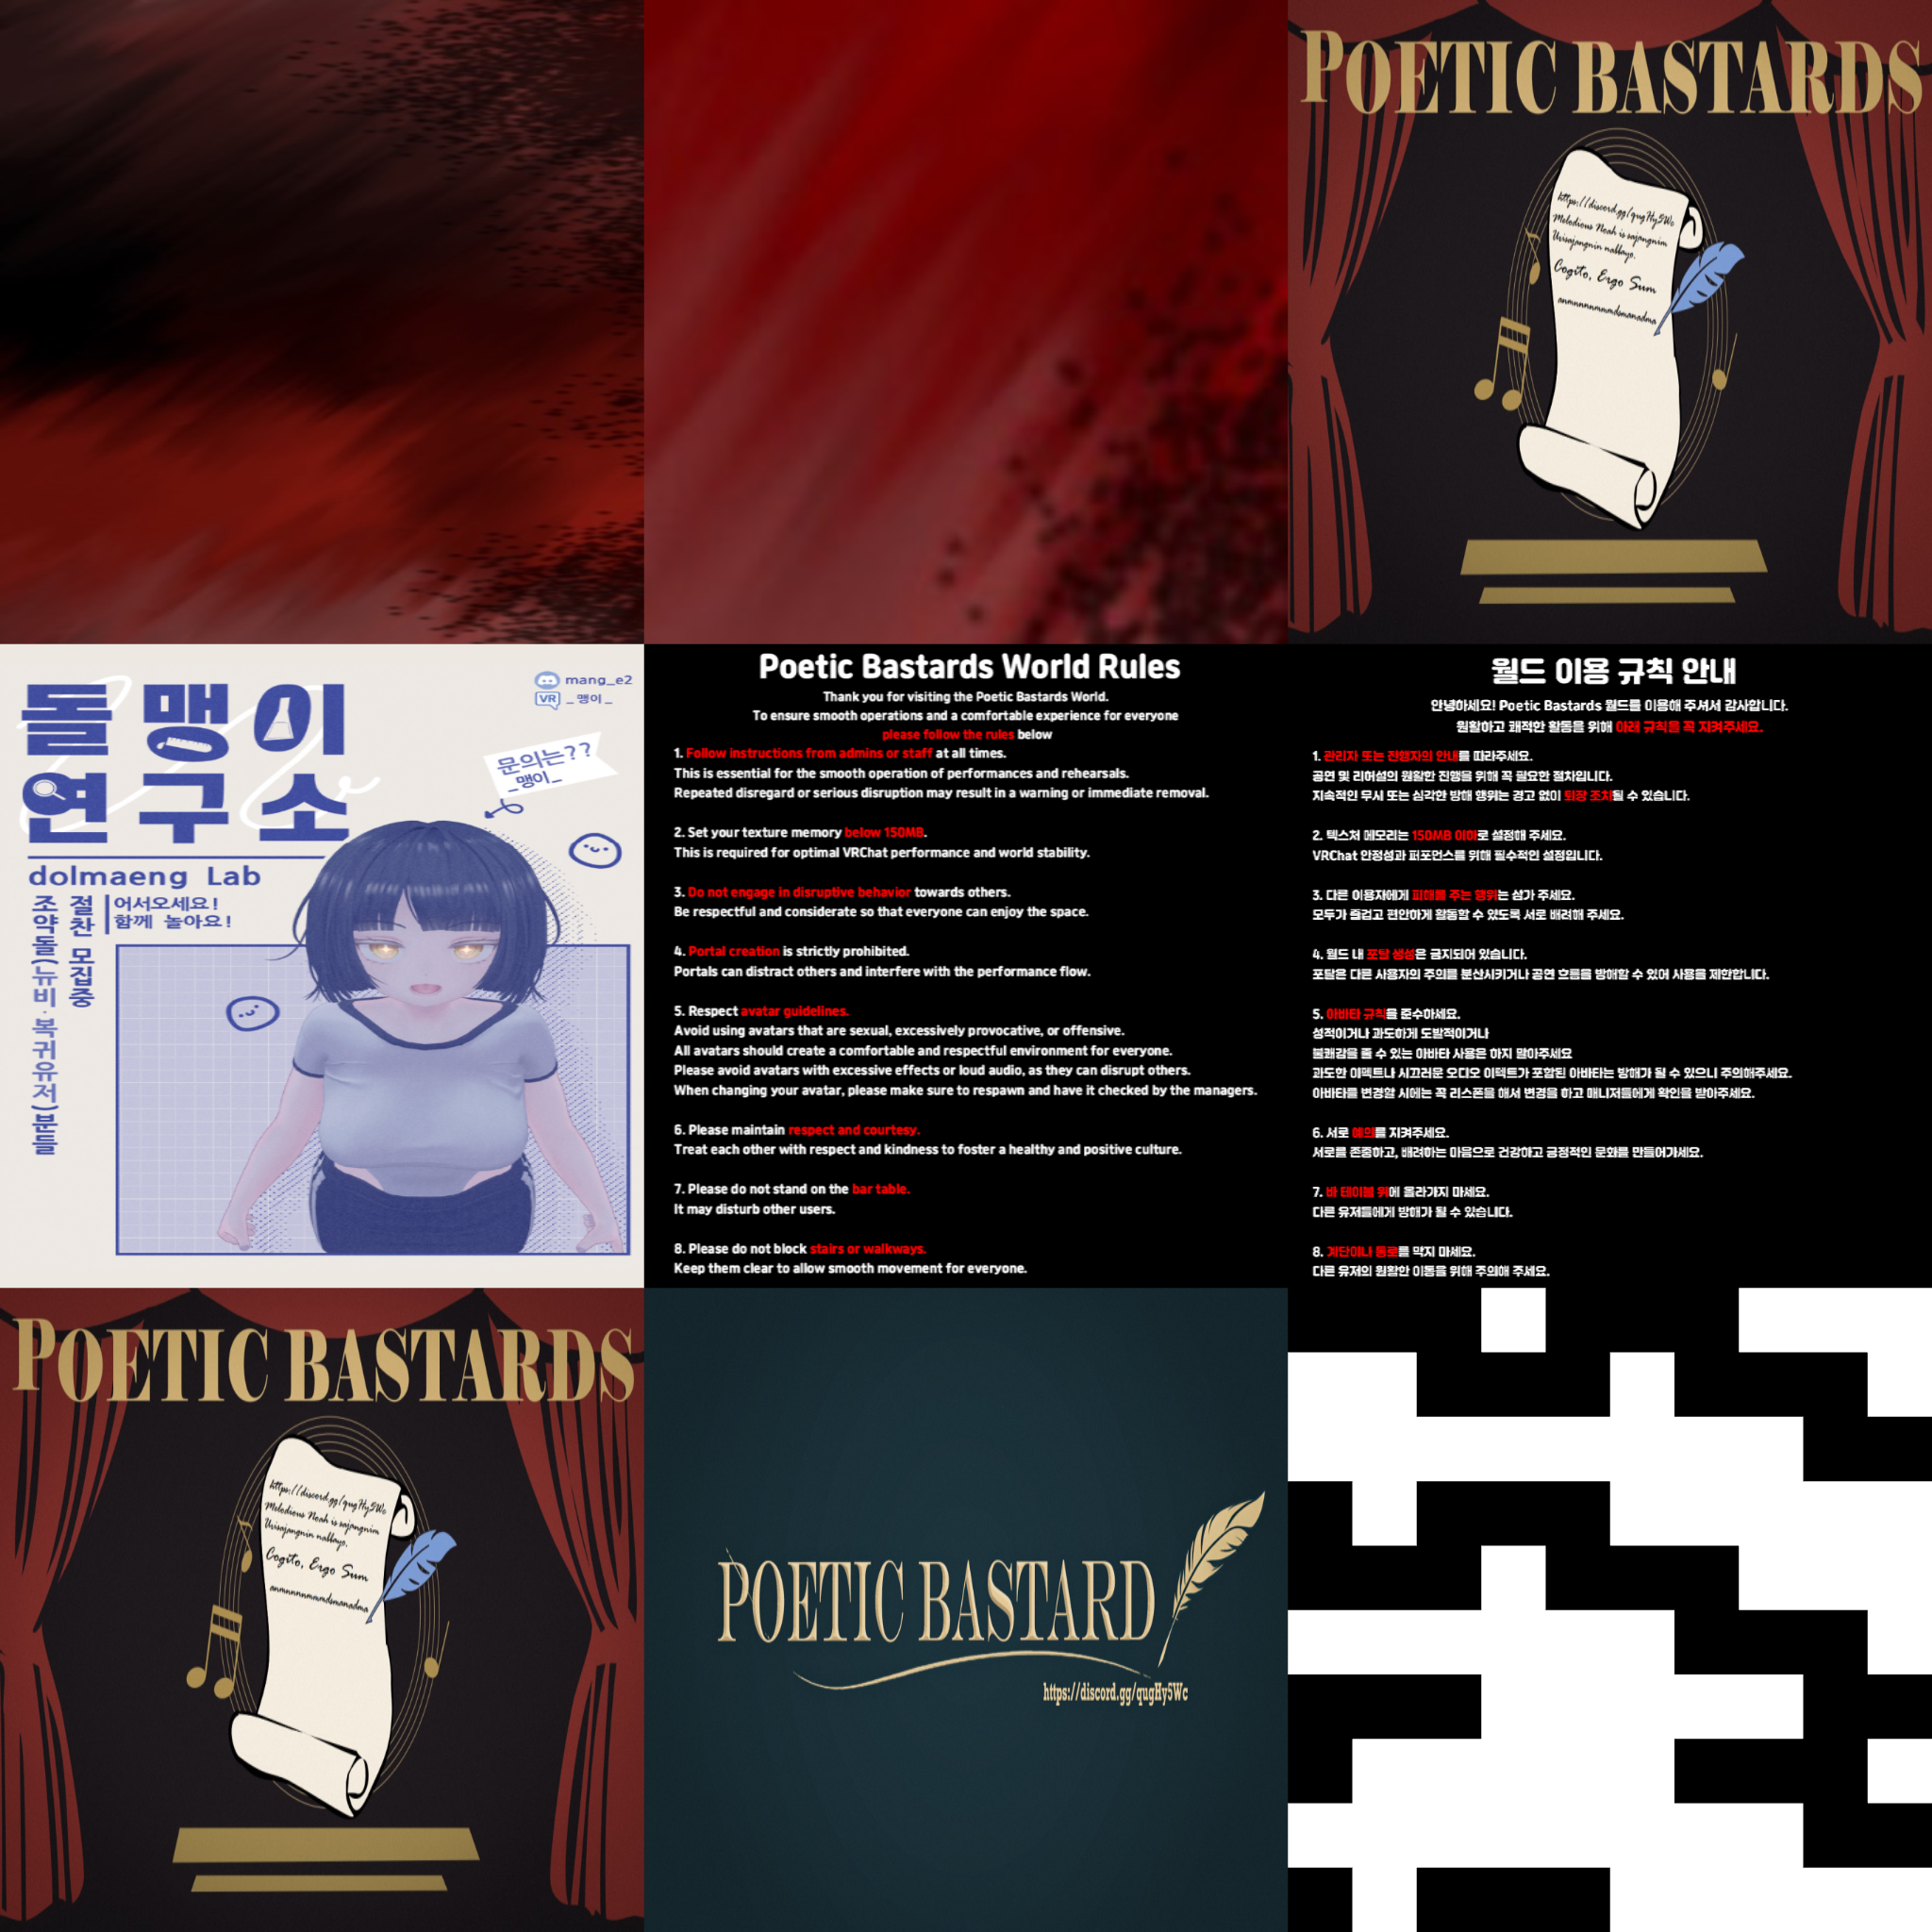 POETIC BASTARDS
https://discord.gg/qugHy5Wc
Melodious Noah is sajangnim
Urisajangnin nabbayo.
Cogito, Ergo Sum
돌맹이
연구소
mang_e2
VR _맹이_
문의는??
_맹이_
dolmaeng Lab
어서오세요!
함께 놀아요!
절찬 모집중
조약돌(뉴비·복귀유저)분들
Poetic Bastards World Rules
Thank you for visiting the Poetic Bastards World.
To ensure smooth operations and a comfortable experience for everyone
please follow the rules below
1. Follow instructions from admins or staff at all times.
This is essential for the smooth operation of performances and rehearsals.
Repeated disregard or serious disruption may result in a warning or immediate removal.
2. Set your texture memory below 150MB.
This is required for optimal VRChat performance and world stability.
3. Do not engage in disruptive behavior towards others.
Be respectful and considerate so that everyone can enjoy the space.
4. Portal creation is strictly prohibited.
Portals can distract others and interfere with the performance flow.
5. Respect avatar guidelines.
Avoid using avatars that are sexual, excessively provocative, or offensive.
All avatars should create a comfortable and respectful environment for everyone.
Please avoid avatars with excessive effects or loud audio, as they can disrupt others.
When changing your avatar, please make sure to respawn and have it checked by the managers.
6. Please maintain respect and courtesy.
Treat each other with respect and kindness to foster a healthy and positive culture.
7. Please do not stand on the bar table.
It may disturb other users.
8. Please do not block stairs or walkways.
Keep them clear to allow smooth movement for everyone.
월드 이용 규칙 안내
안녕하세요! Poetic Bastards 월드를 이용해 주셔서 감사합니다.
원활하고 쾌적한 활동을 위해 아래 규칙을 꼭 지켜주세요.
1. 관리자 또는 진행자의 안내를 따라주세요.
공연 및 리허설의 원활한 진행을 위해 꼭 필요한 절차입니다.
지속적인 무시 또는 심각한 방해 행위는 경고 없이 퇴장 조치될 수 있습니다.
2. 텍스처 메모리는 150MB 이하로 설정해 주세요.
VRChat 안정성과 퍼포먼스를 위해 필수적인 설정입니다.
3. 다른 이용자에게 피해를 주는 행위는 삼가 주세요.
모두가 즐겁고 편안하게 활동할 수 있도록 서로 배려해 주세요.
4. 월드 내 포탈 생성은 금지되어 있습니다.
포탈은 다른 사용자의 주의를 분산시키거나 공연 흐름을 방해할 수 있어 사용을 제한합니다.
5. 아바타 규칙을 준수하세요.
성적이거나 과도하게 도발적이거나
불쾌감을 줄 수 있는 아바타 사용은 하지 말아주세요
과도한 이펙트나 시끄러운 오디오 이펙트가 포함된 아바타는 방해가 될 수 있으니 주의해주세요.
아바타를 변경할 시에는 꼭 리스폰을 해서 변경을 하고 매니저들에게 확인을 받아주세요.
6. 서로 예의를 지켜주세요.
서로를 존중하고, 배려하는 마음으로 건강하고 긍정적인 문화를 만들어가세요.
7. 바 테이블 위에 올라가지 마세요.
다른 유저들에게 방해가 될 수 있습니다.
8. 계단이나 통로를 막지 마세요.
다른 유저의 원활한 이동을 위해 주의해 주세요.
POETIC BASTARDS
https://discord.gg/qugHy5Wc
Melodious Noah is sajangnim
Urisajangnin nabbayo.
Cogito, Ergo Sum
POETIC BASTARD
https://discord.gg/qugHy5Wc